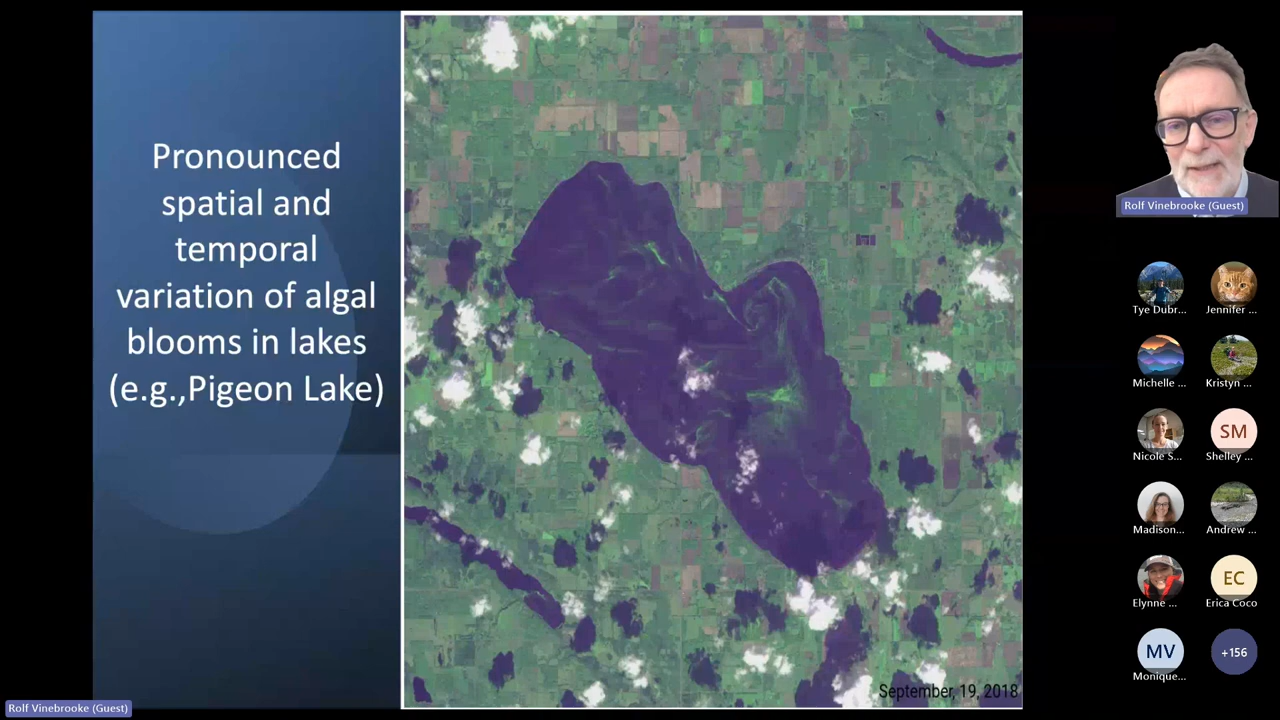 Pronounced
spatial and
temporal
variation of algal
blooms in lakes
(e.g.,Pigeon Lake)
September, 19, 2018
Rolf Vinebrooke (Guest)
Tye Dubr...
Jennifer ...
Michelle ...
Kristyn ...
Nicole S...
SM
Shelley ...
Madison...
Andrew ...
Elynne ...
EC
Erica Coco
MV
Monique...
+156
Rolf Vinebrooke (Guest)